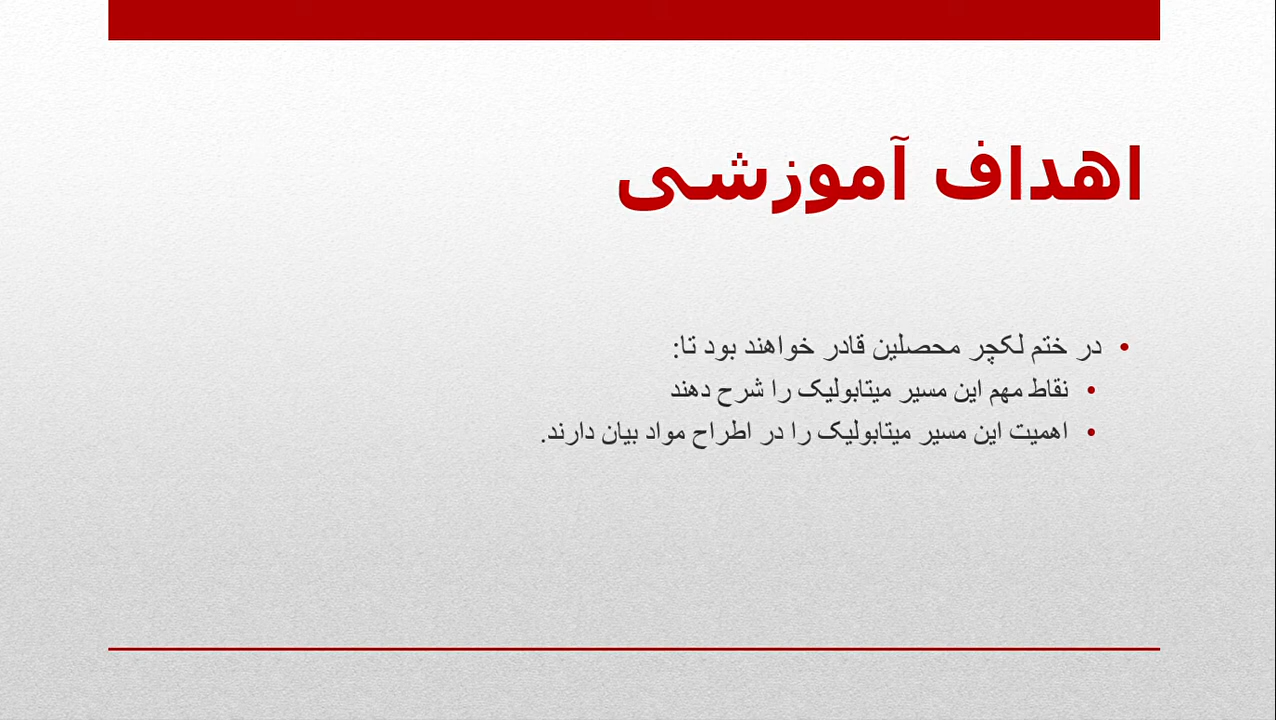 اهداف آموزشی
• در ختم لکچر محصلین قادر خواهند بود تا:
• نقاط مهم این مسیر میتابولیک را شرح دهند
• اهمیت این مسیر میتابولیک را در اطراح مواد بیان دارند.